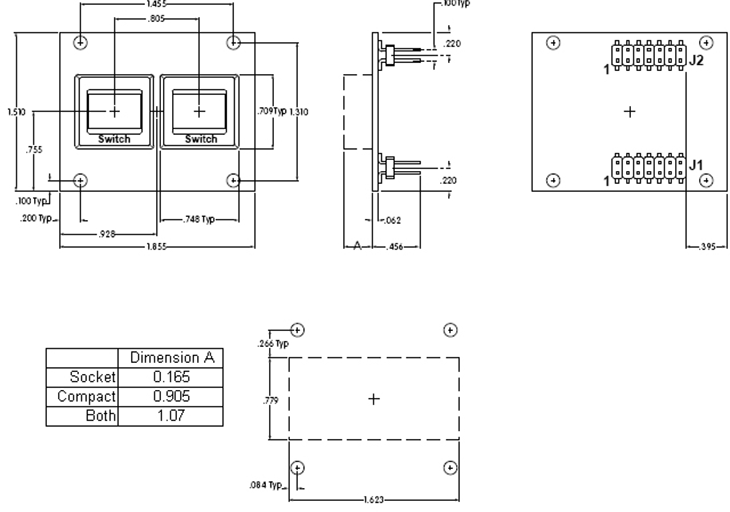 1.455
.805
.100 Typ
.220
J2
1
1.510
.709 Typ
1.310
Switch
Switch
.755
J1
1
.220
.100 Typ
.200 Typ
.748 Typ
.062
.928
A
.456
.395
1.855
.266 Typ
Dimension A
Socket 0.165
Compact 0.905
Both 1.07
.779
.084 Typ
1.623